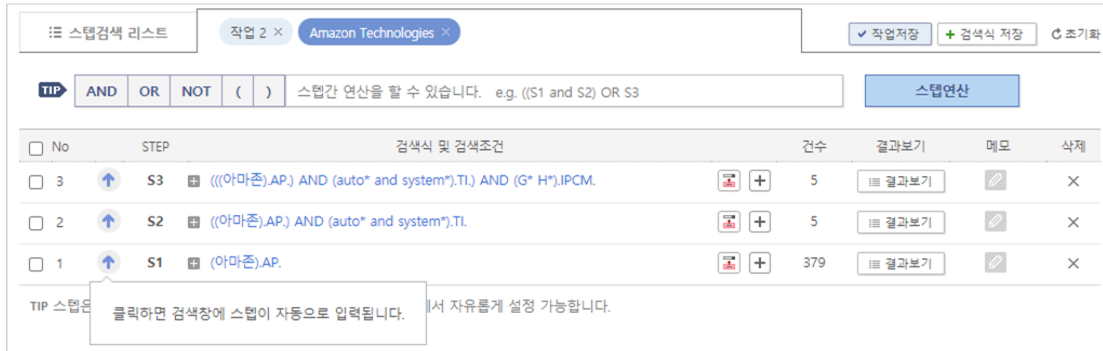 스텝검색 리스트 작업 2 × Amazon Technologies × 작업저장 + 검색식 저장 초기화
TIP AND OR NOT ( ) 스텝간 연산을 할 수 있습니다. e.g. ((S1 and S2) OR S3 스텝연산
No STEP 검색식 및 검색조건 건수 결과보기 메모 삭제
3 S3 (((아마존).AP.) AND (auto* and system*).TI.) AND (G* H*).IPCM. 5 결과보기
2 S2 ((아마존).AP.) AND (auto* and system*).TI. 5 결과보기
1 S1 (아마존).AP. 379 결과보기
TIP 스텝은 서 자유롭게 설정 가능합니다.
클릭하면 검색창에 스텝이 자동으로 입력됩니다.